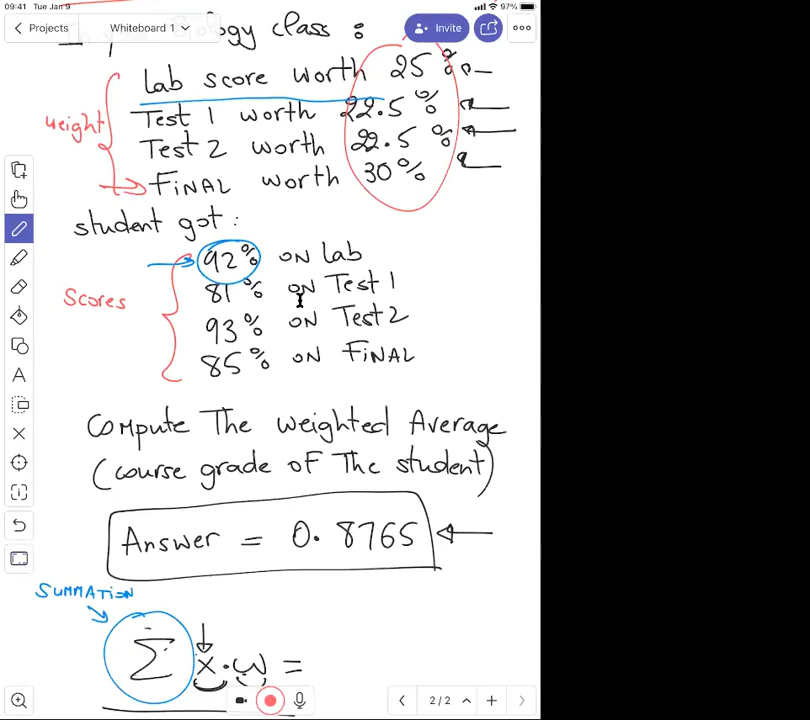 09:41 Tue Jan 9
97%
Projects
Whiteboard 1
Invite
class :
Lab score worth 25%
Test 1 worth 22.5 %
weight
Test 2 worth 22.5 %
FiNAL worth 30%
student got :
92% ON Lab
81% ON Test 1
Scores
93% ON Test 2
85% ON FiNAL
Compute The weighted Average
(course grade of The student)
Answer = 0.8765
SUMMATiON
Σ x · w =
2/2